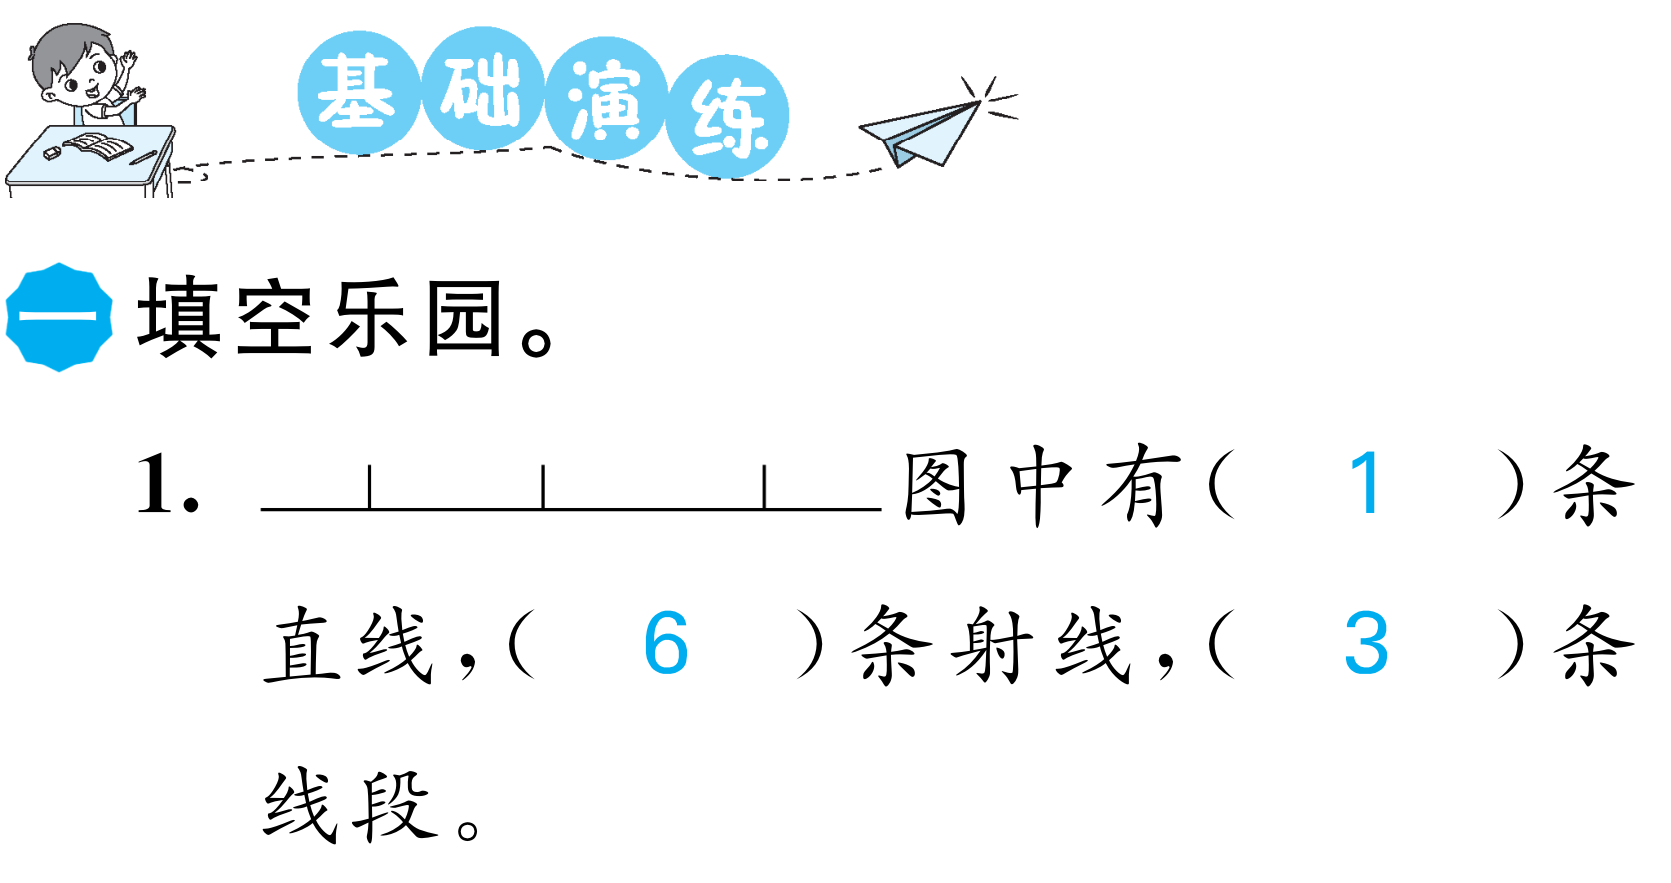 基础演练
一 填空乐园。
1. 图中有( 1 )条
直线,( 6 )条射线,( 3 )条
线段。